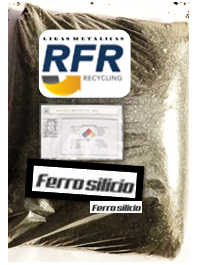 LIGAS METALICAS
RFR
RECYCLING
Ferro silicio
Ferro silicio